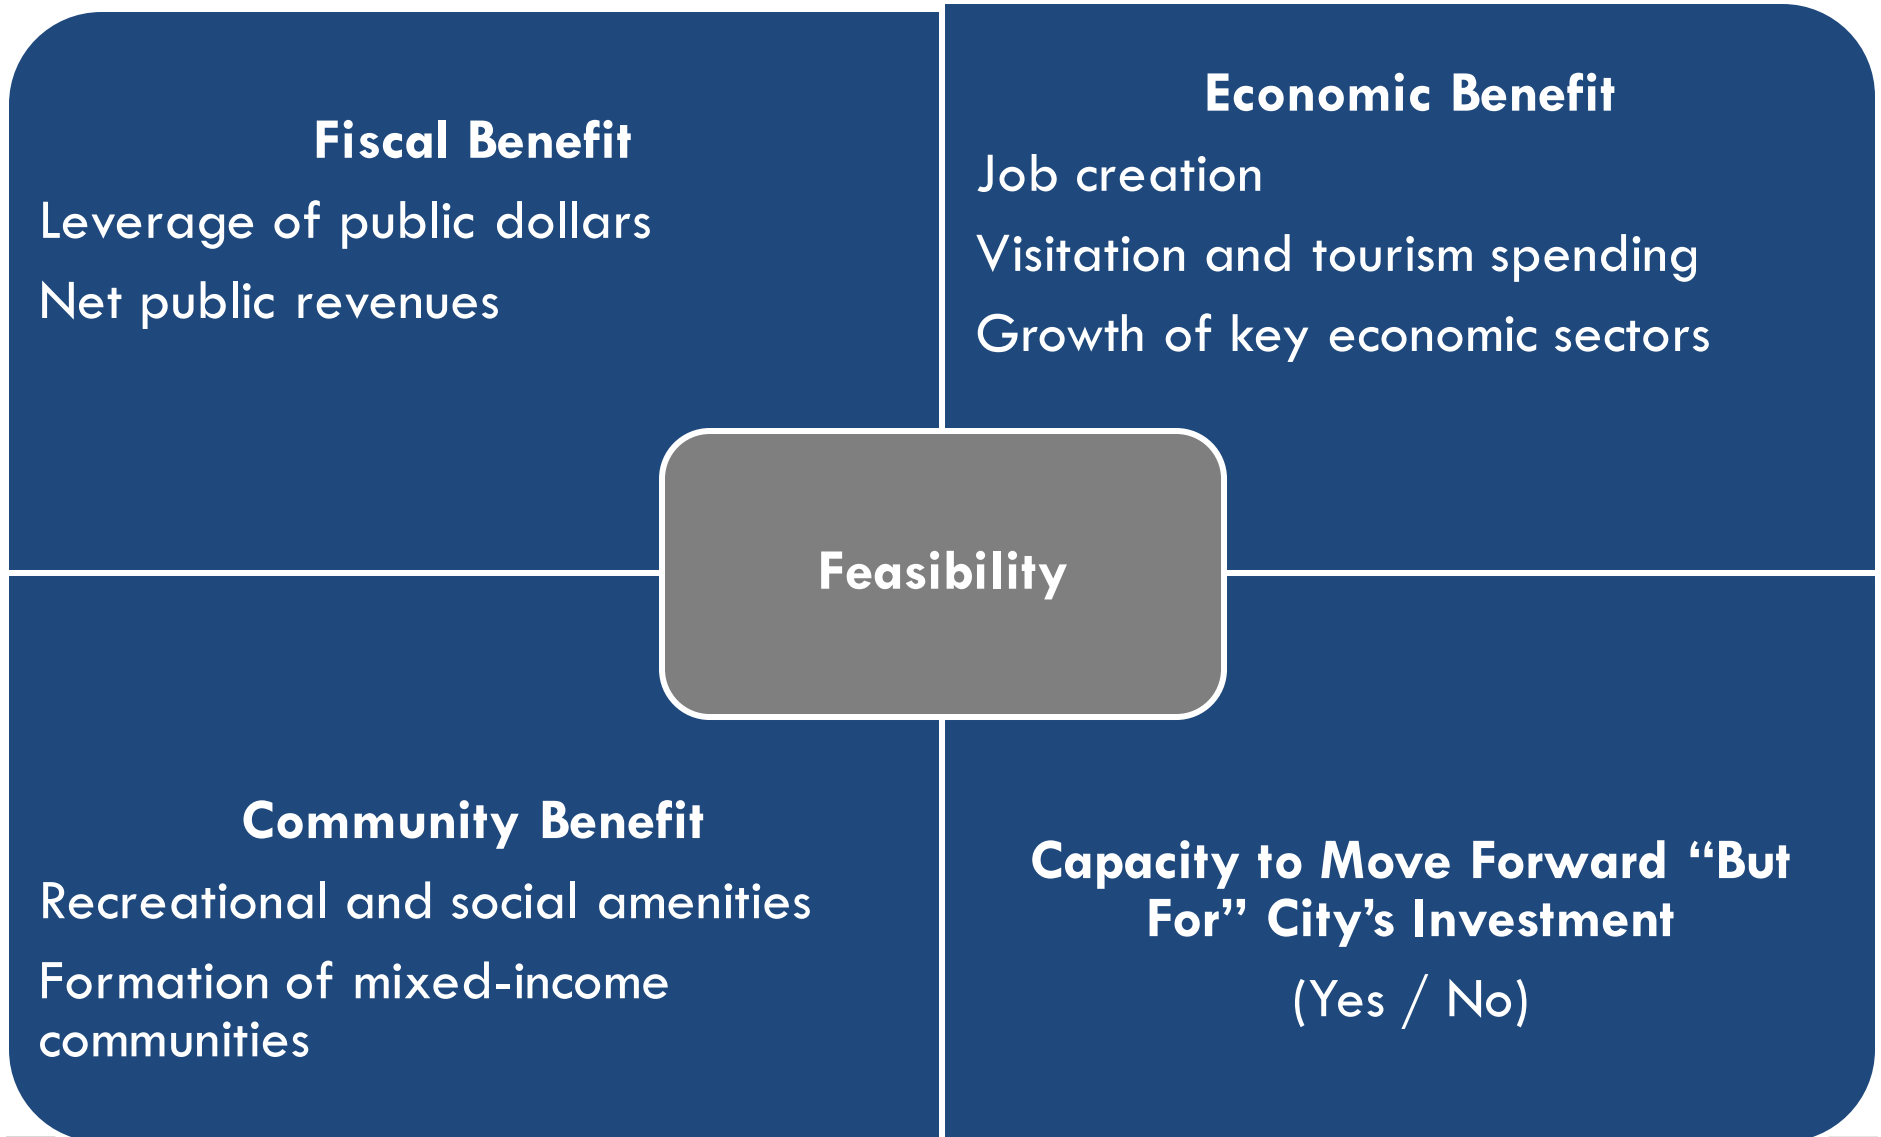 Fiscal Benefit
Leverage of public dollars
Net public revenues
Economic Benefit
Job creation
Visitation and tourism spending
Growth of key economic sectors
Feasibility
Community Benefit
Recreational and social amenities
Formation of mixed-income
communities
Capacity to Move Forward “But
For” City’s Investment
(Yes / No)